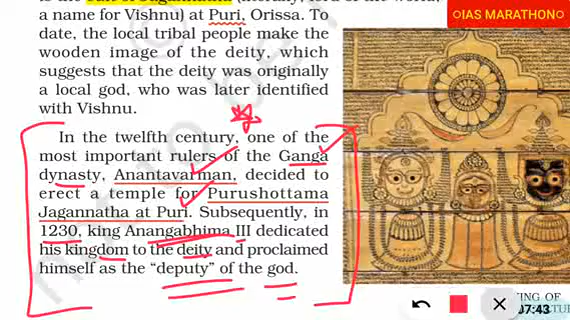 is the cult of Jagannatha (literally, lord of the world,
a name for Vishnu) at Puri, Orissa. To
date, the local tribal people make the
wooden image of the deity, which
suggests that the deity was originally
a local god, who was later identified
with Vishnu.
In the twelfth century, one of the
most important rulers of the Ganga
dynasty, Anantavarman, decided to
erect a temple for Purushottama
Jagannatha at Puri. Subsequently, in
1230, king Anangabhima III dedicated
his kingdom to the deity and proclaimed
himself as the “deputy” of the god.
○IAS MARATHON○
ING OF
07:43